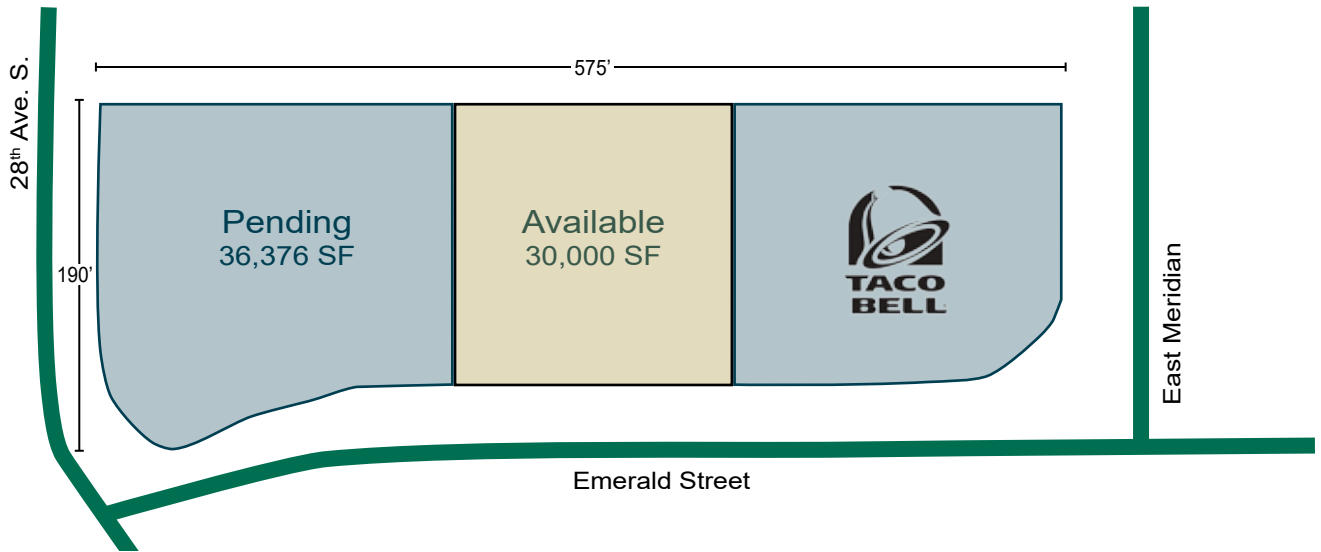 575’
28th Ave. S.
190’
Pending
36,376 SF
Available
30,000 SF
TACO
BELL
East Meridian
Emerald Street